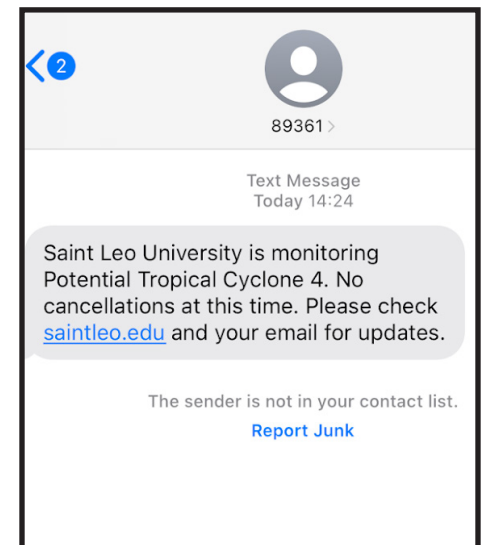 2
89361
Text Message
Today 14:24
Saint Leo University is monitoring
Potential Tropical Cyclone 4. No
cancellations at this time. Please check
saintleo.edu and your email for updates.
The sender is not in your contact list.
Report Junk